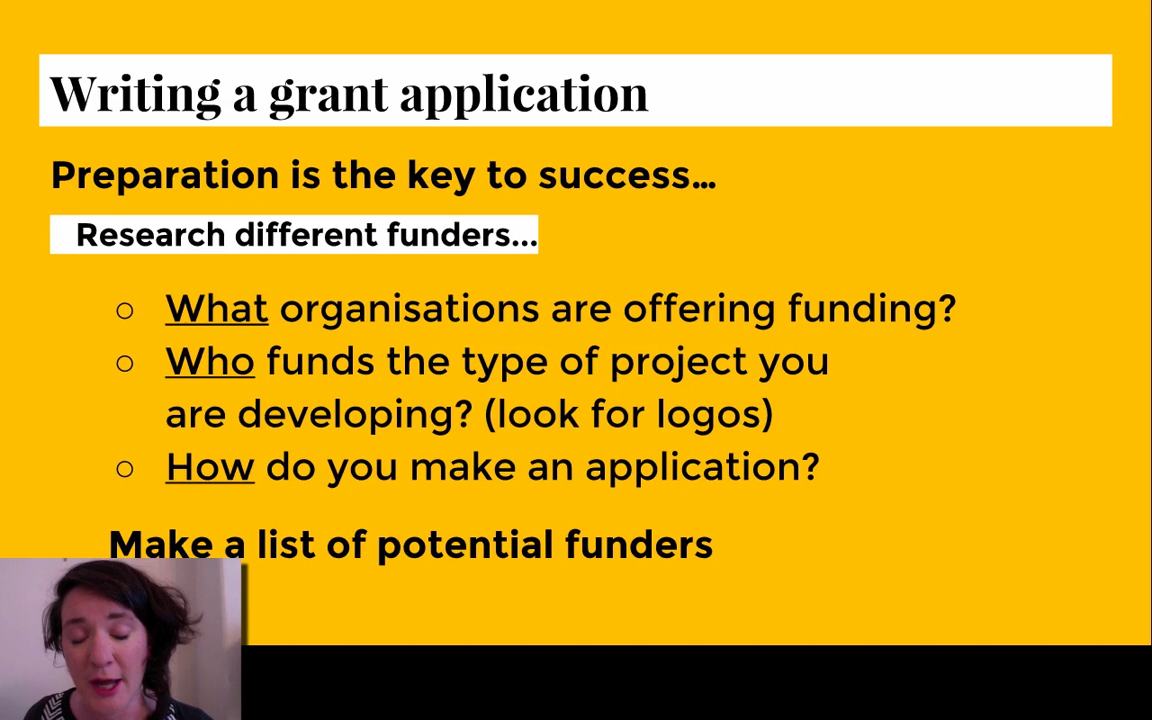 Writing a grant application
Preparation is the key to success…
Research different funders...
○ What organisations are offering funding?
○ Who funds the type of project you
are developing? (look for logos)
○ How do you make an application?
Make a list of potential funders